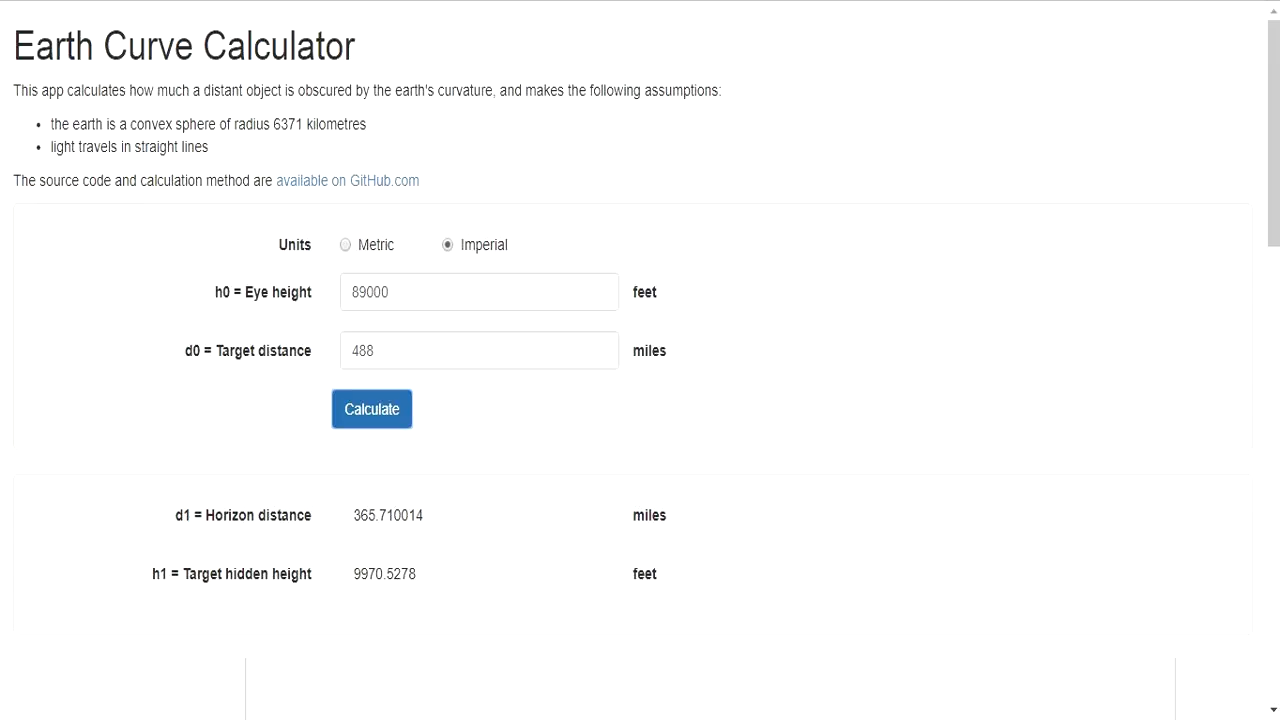 Earth Curve Calculator
This app calculates how much a distant object is obscured by the earth's curvature, and makes the following assumptions:
• the earth is a convex sphere of radius 6371 kilometres
• light travels in straight lines
The source code and calculation method are available on GitHub.com
Units Metric Imperial
h0 = Eye height 89000 feet
d0 = Target distance 488 miles
Calculate
d1 = Horizon distance 365.710014 miles
h1 = Target hidden height 9970.5278 feet